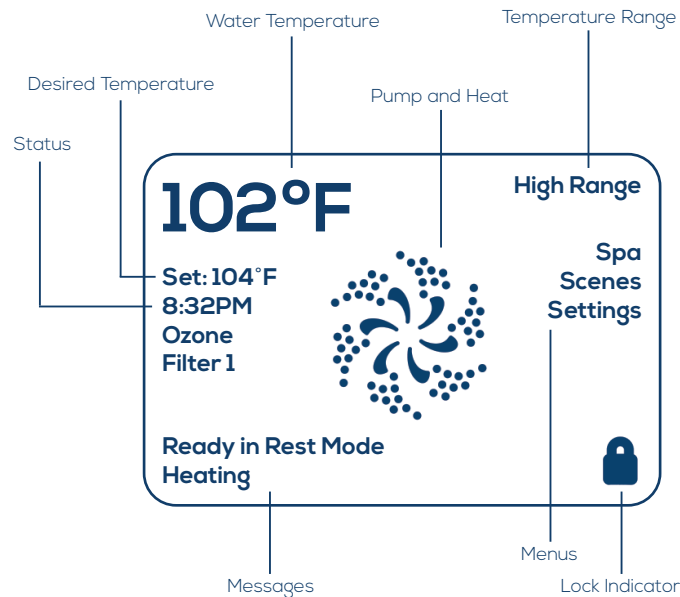 Water Temperature
Temperature Range
Desired Temperature
Pump and Heat
Status
102°F
High Range
Set: 104°F
8:32PM
Ozone
Filter 1
Spa
Scenes
Settings
Ready in Rest Mode
Heating
Menus
Messages
Lock Indicator